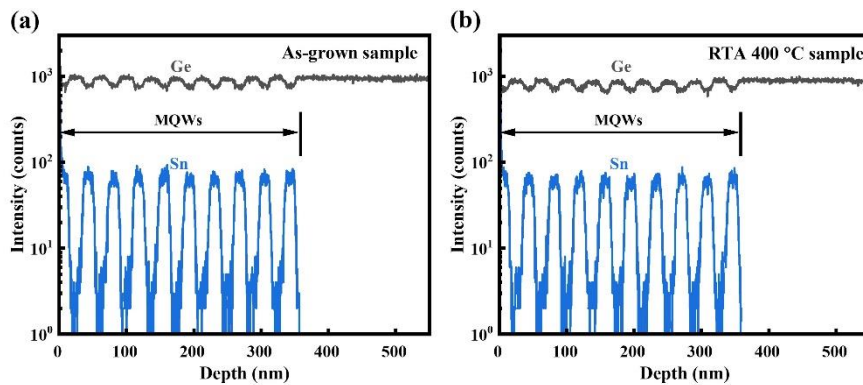 (a)
As-grown sample
Ge
MQWs
Sn
Intensity (counts)
10³
10²
10¹
10⁰
0 100 200 300 400 500
Depth (nm)
(b)
RTA 400 °C sample
Ge
MQWs
Sn
Intensity (counts)
10³
10²
10¹
10⁰
0 100 200 300 400 500
Depth (nm)